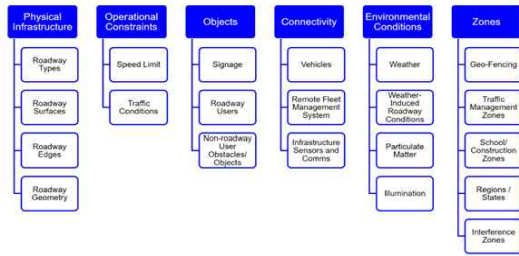 Physical
Infrastructure
Roadway
Types
Roadway
Surfaces
Roadway
Edges
Roadway
Geometry
Operational
Constraints
Speed Limit
Traffic
Conditions
Objects
Signage
Roadway
Users
Non-roadway
User
Obstacles/
Objects
Connectivity
Vehicles
Remote Fleet
Management
System
Infrastructure
Sensors and
Comms
Environmental
Conditions
Weather
Weather-
Induced
Roadway
Conditions
Particulate
Matter
Illumination
Zones
Geo-Fencing
Traffic
Management
Zones
School/
Construction
Zones
Regions /
States
Interference
Zones